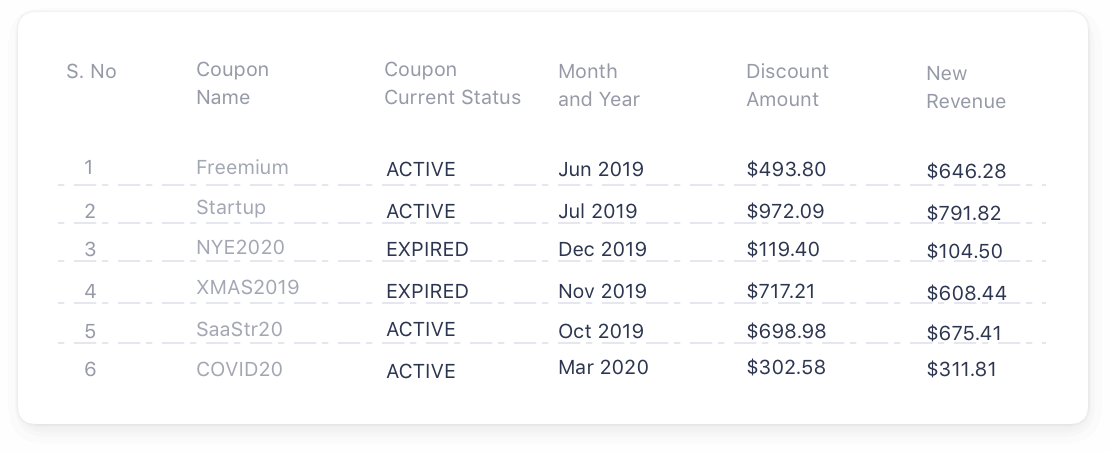 S. No Coupon Name Coupon Current Status Month and Year Discount Amount New Revenue
1 Freemium ACTIVE Jun 2019 $493.80 $646.28
2 Startup ACTIVE Jul 2019 $972.09 $791.82
3 NYE2020 EXPIRED Dec 2019 $119.40 $104.50
4 XMAS2019 EXPIRED Nov 2019 $717.21 $608.44
5 SaaStr20 ACTIVE Oct 2019 $698.98 $675.41
6 COVID20 ACTIVE Mar 2020 $302.58 $311.81